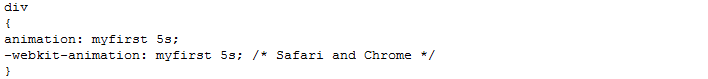 div
{
animation: myfirst 5s;
-webkit-animation: myfirst 5s; /* Safari and Chrome */
}